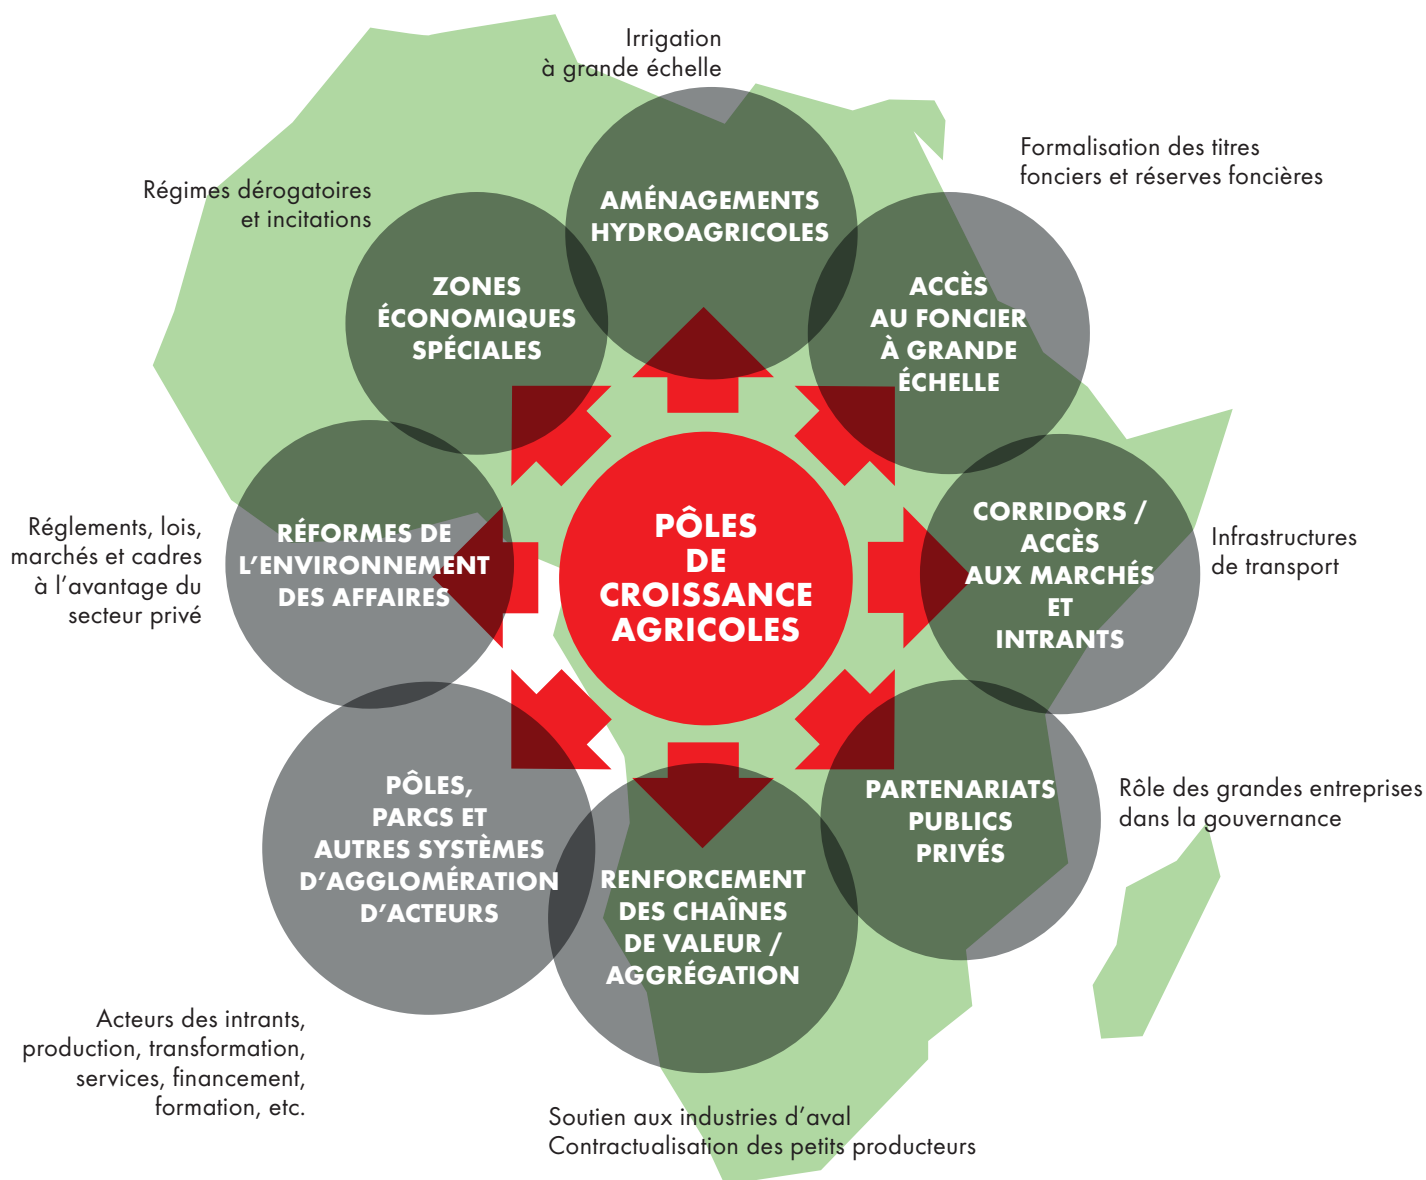 Irrigation
à grande échelle
AMÉNAGEMENTS
HYDROAGRICOLES
Formalisation des titres
fonciers et réserves foncières
ACCÈS
AU FONCIER
À GRANDE
ÉCHELLE
CORRIDORS /
ACCÈS
AUX MARCHÉS
ET
INTRANTS
Infrastructures
de transport
PARTENARIATS
PUBLICS
PRIVÉS
Rôle des grandes entreprises
dans la gouvernance
RENFORCEMENT
DES CHAÎNES
DE VALEUR /
AGGRÉGATION
Soutien aux industries d’aval
Contractualisation des petits producteurs
PÔLES,
PARCS ET
AUTRES SYSTÈMES
D’AGGLOMÉRATION
D’ACTEURS
Acteurs des intrants,
production, transformation,
services, financement,
formation, etc.
RÉFORMES DE
L’ENVIRONNEMENT
DES AFFAIRES
Réglements, lois,
marchés et cadres
à l’avantage du
secteur privé
ZONES
ÉCONOMIQUES
SPÉCIALES
Régimes dérogatoires
et incitations
PÔLES
DE
CROISSANCE
AGRICOLES